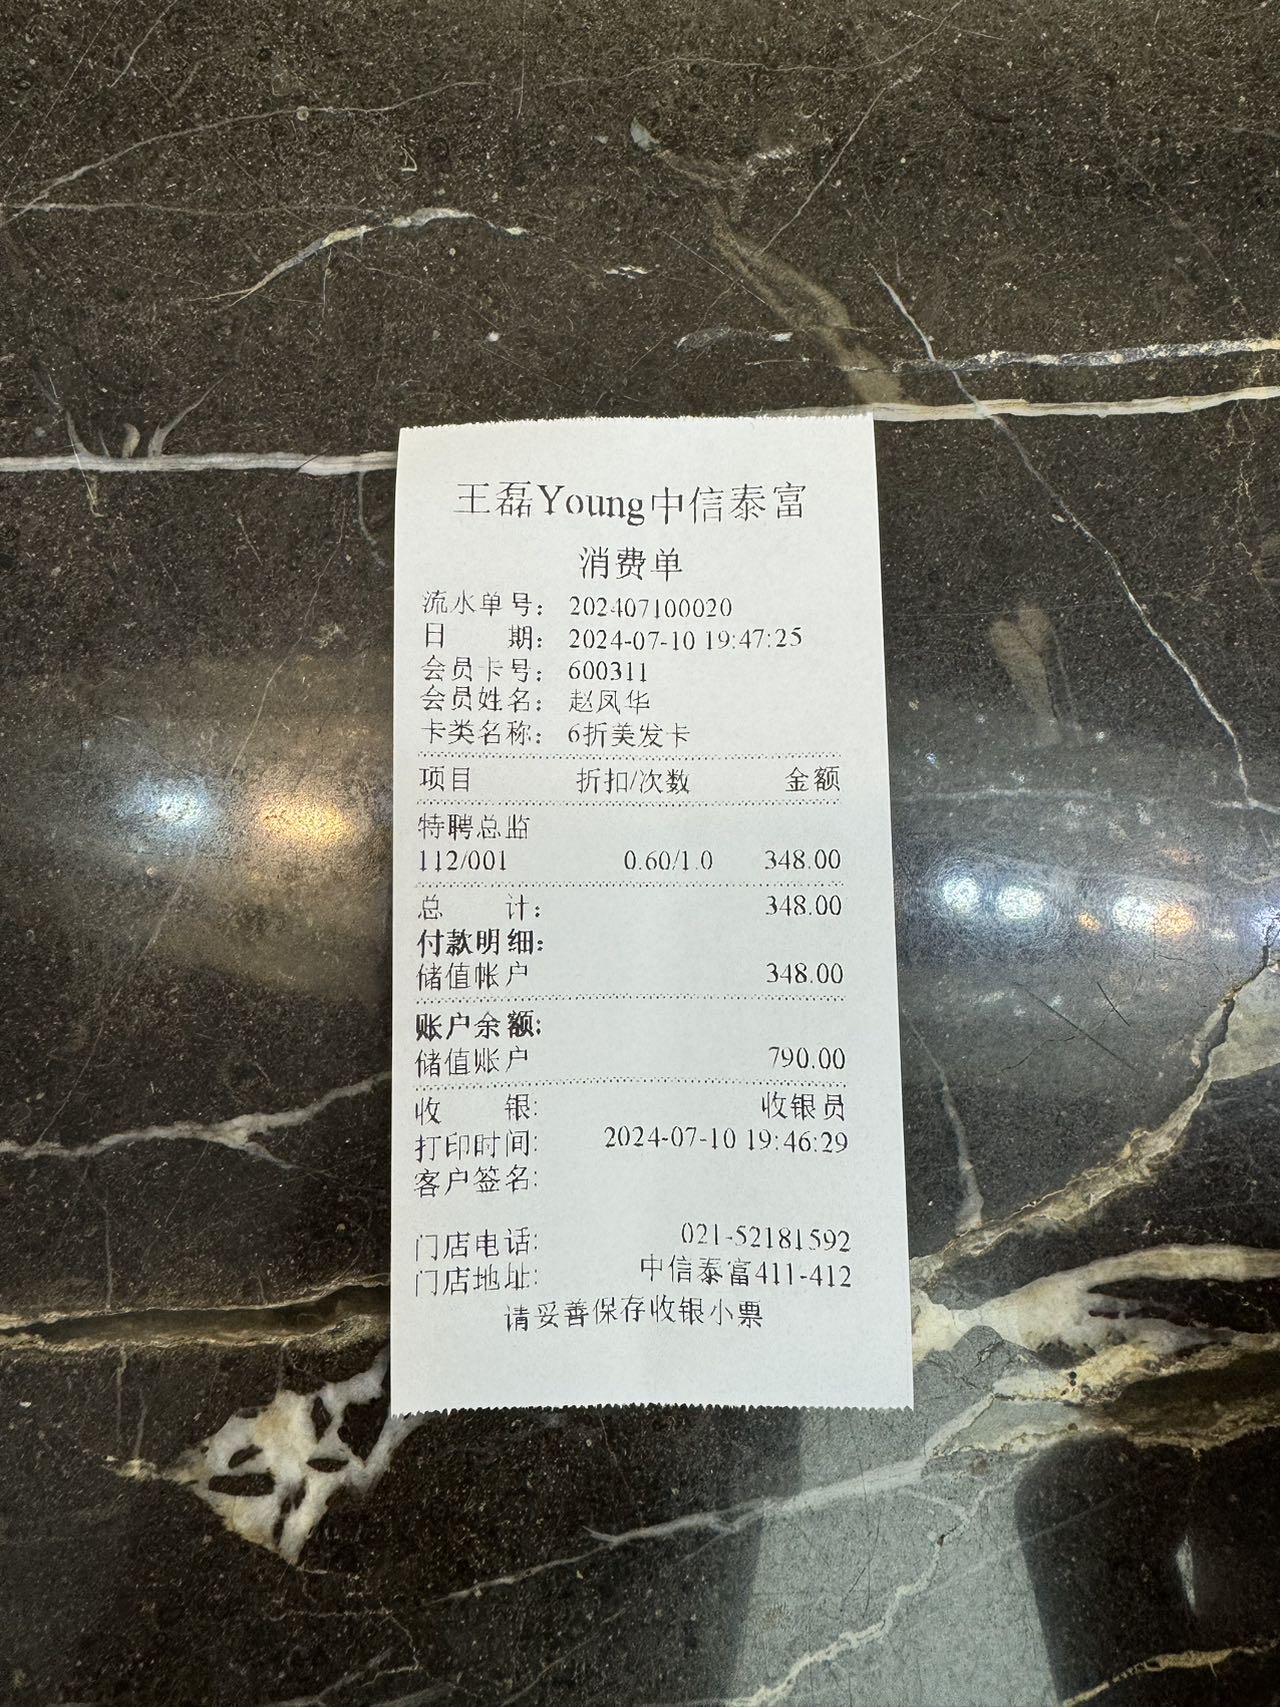 王磊Young中信泰富
消费单
流水单号： 202407100020
日 期： 2024-07-10 19:47:25
会员卡号： 600311
会员姓名： 赵凤华
卡类名称： 6折美发卡
项目 折扣/次数 金额
特聘总监
112/001 0.60/1.0 348.00
总 计： 348.00
付款明细：
储值帐户 348.00
账户余额：
储值账户 790.00
收 银： 收银员
打印时间： 2024-07-10 19:46:29
客户签名：
门店电话： 021-52181592
门店地址： 中信泰富411-412
请妥善保存收银小票